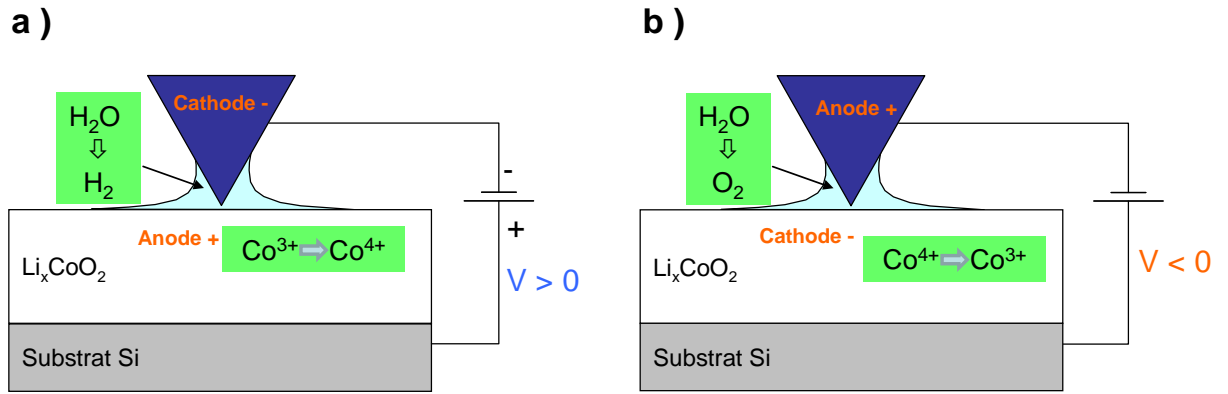 a )
Cathode -
H₂O
⇩
H₂
-
+
Anode +
Co³⁺ ⇨ Co⁴⁺
LiₓCoO₂
V > 0
Substrat Si
b )
Anode +
H₂O
⇩
O₂
Cathode -
Co⁴⁺ ⇨ Co³⁺
LiₓCoO₂
V < 0
Substrat Si